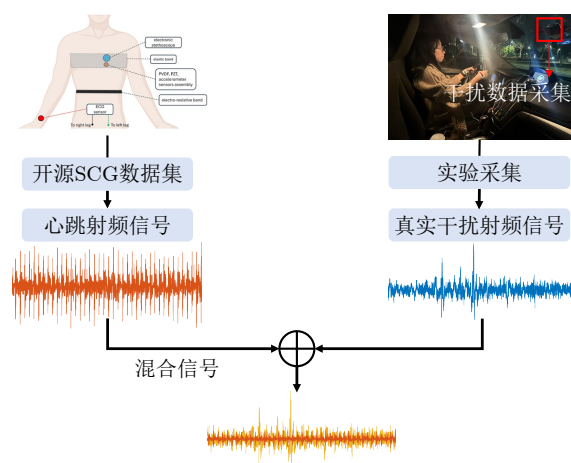 electronic
stethoscope
elastic band
PVDF, PZT,
accelerometer
sensors assembly
electro-resistive band
ECG
sensor
To right leg
To left leg
干扰数据采集
开源SCG数据集
实验采集
心跳射频信号
真实干扰射频信号
混合信号